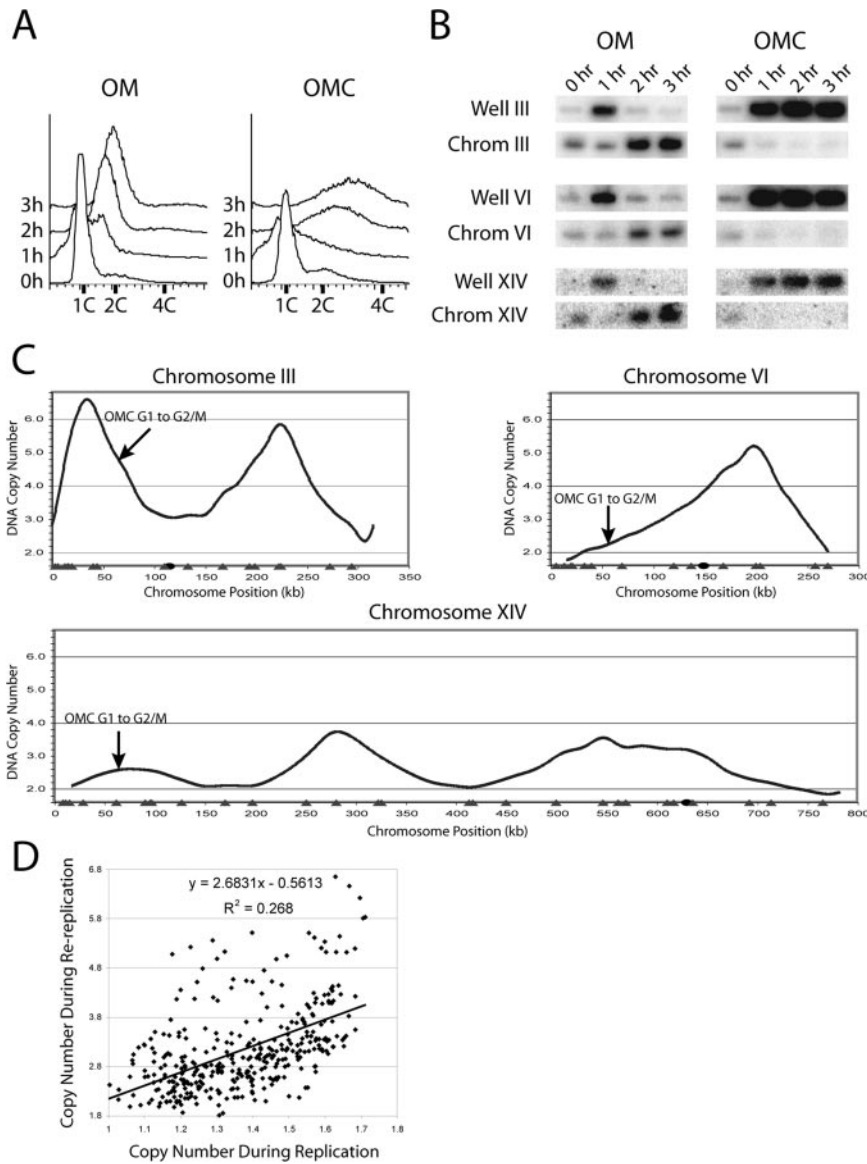 A
OM
OMC
3h
2h
1h
0h
1C
2C
4C
3h
2h
1h
0h
1C
2C
4C
B
OM
OMC
0 hr
1 hr
2 hr
3 hr
0 hr
1 hr
2 hr
3 hr
Well III
Chrom III
Well VI
Chrom VI
Well XIV
Chrom XIV
C
Chromosome III
DNA Copy Number
6.0
5.0
4.0
3.0
2.0
OMC G1 to G2/M
0 50 100 150 200 250 300 350
Chromosome Position (kb)
Chromosome VI
DNA Copy Number
6.0
5.0
4.0
3.0
2.0
OMC G1 to G2/M
0 50 100 150 200 250 300
Chromosome Position (kb)
Chromosome XIV
DNA Copy Number
6.0
5.0
4.0
3.0
2.0
OMC G1 to G2/M
0 50 100 150 200 250 300 350 400 450 500 550 600 650 700 750 800
Chromosome Position (kb)
D
Copy Number During Re-replication
6.8
5.8
4.8
3.8
2.8
1.8
y = 2.6831x - 0.5613
R² = 0.268
1 1.1 1.2 1.3 1.4 1.5 1.6 1.7 1.8
Copy Number During Replication